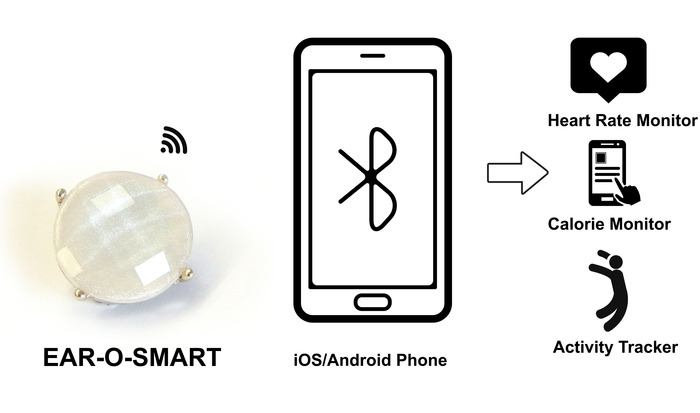 Heart Rate Monitor
Calorie Monitor
Activity Tracker
EAR-O-SMART
iOS/Android Phone